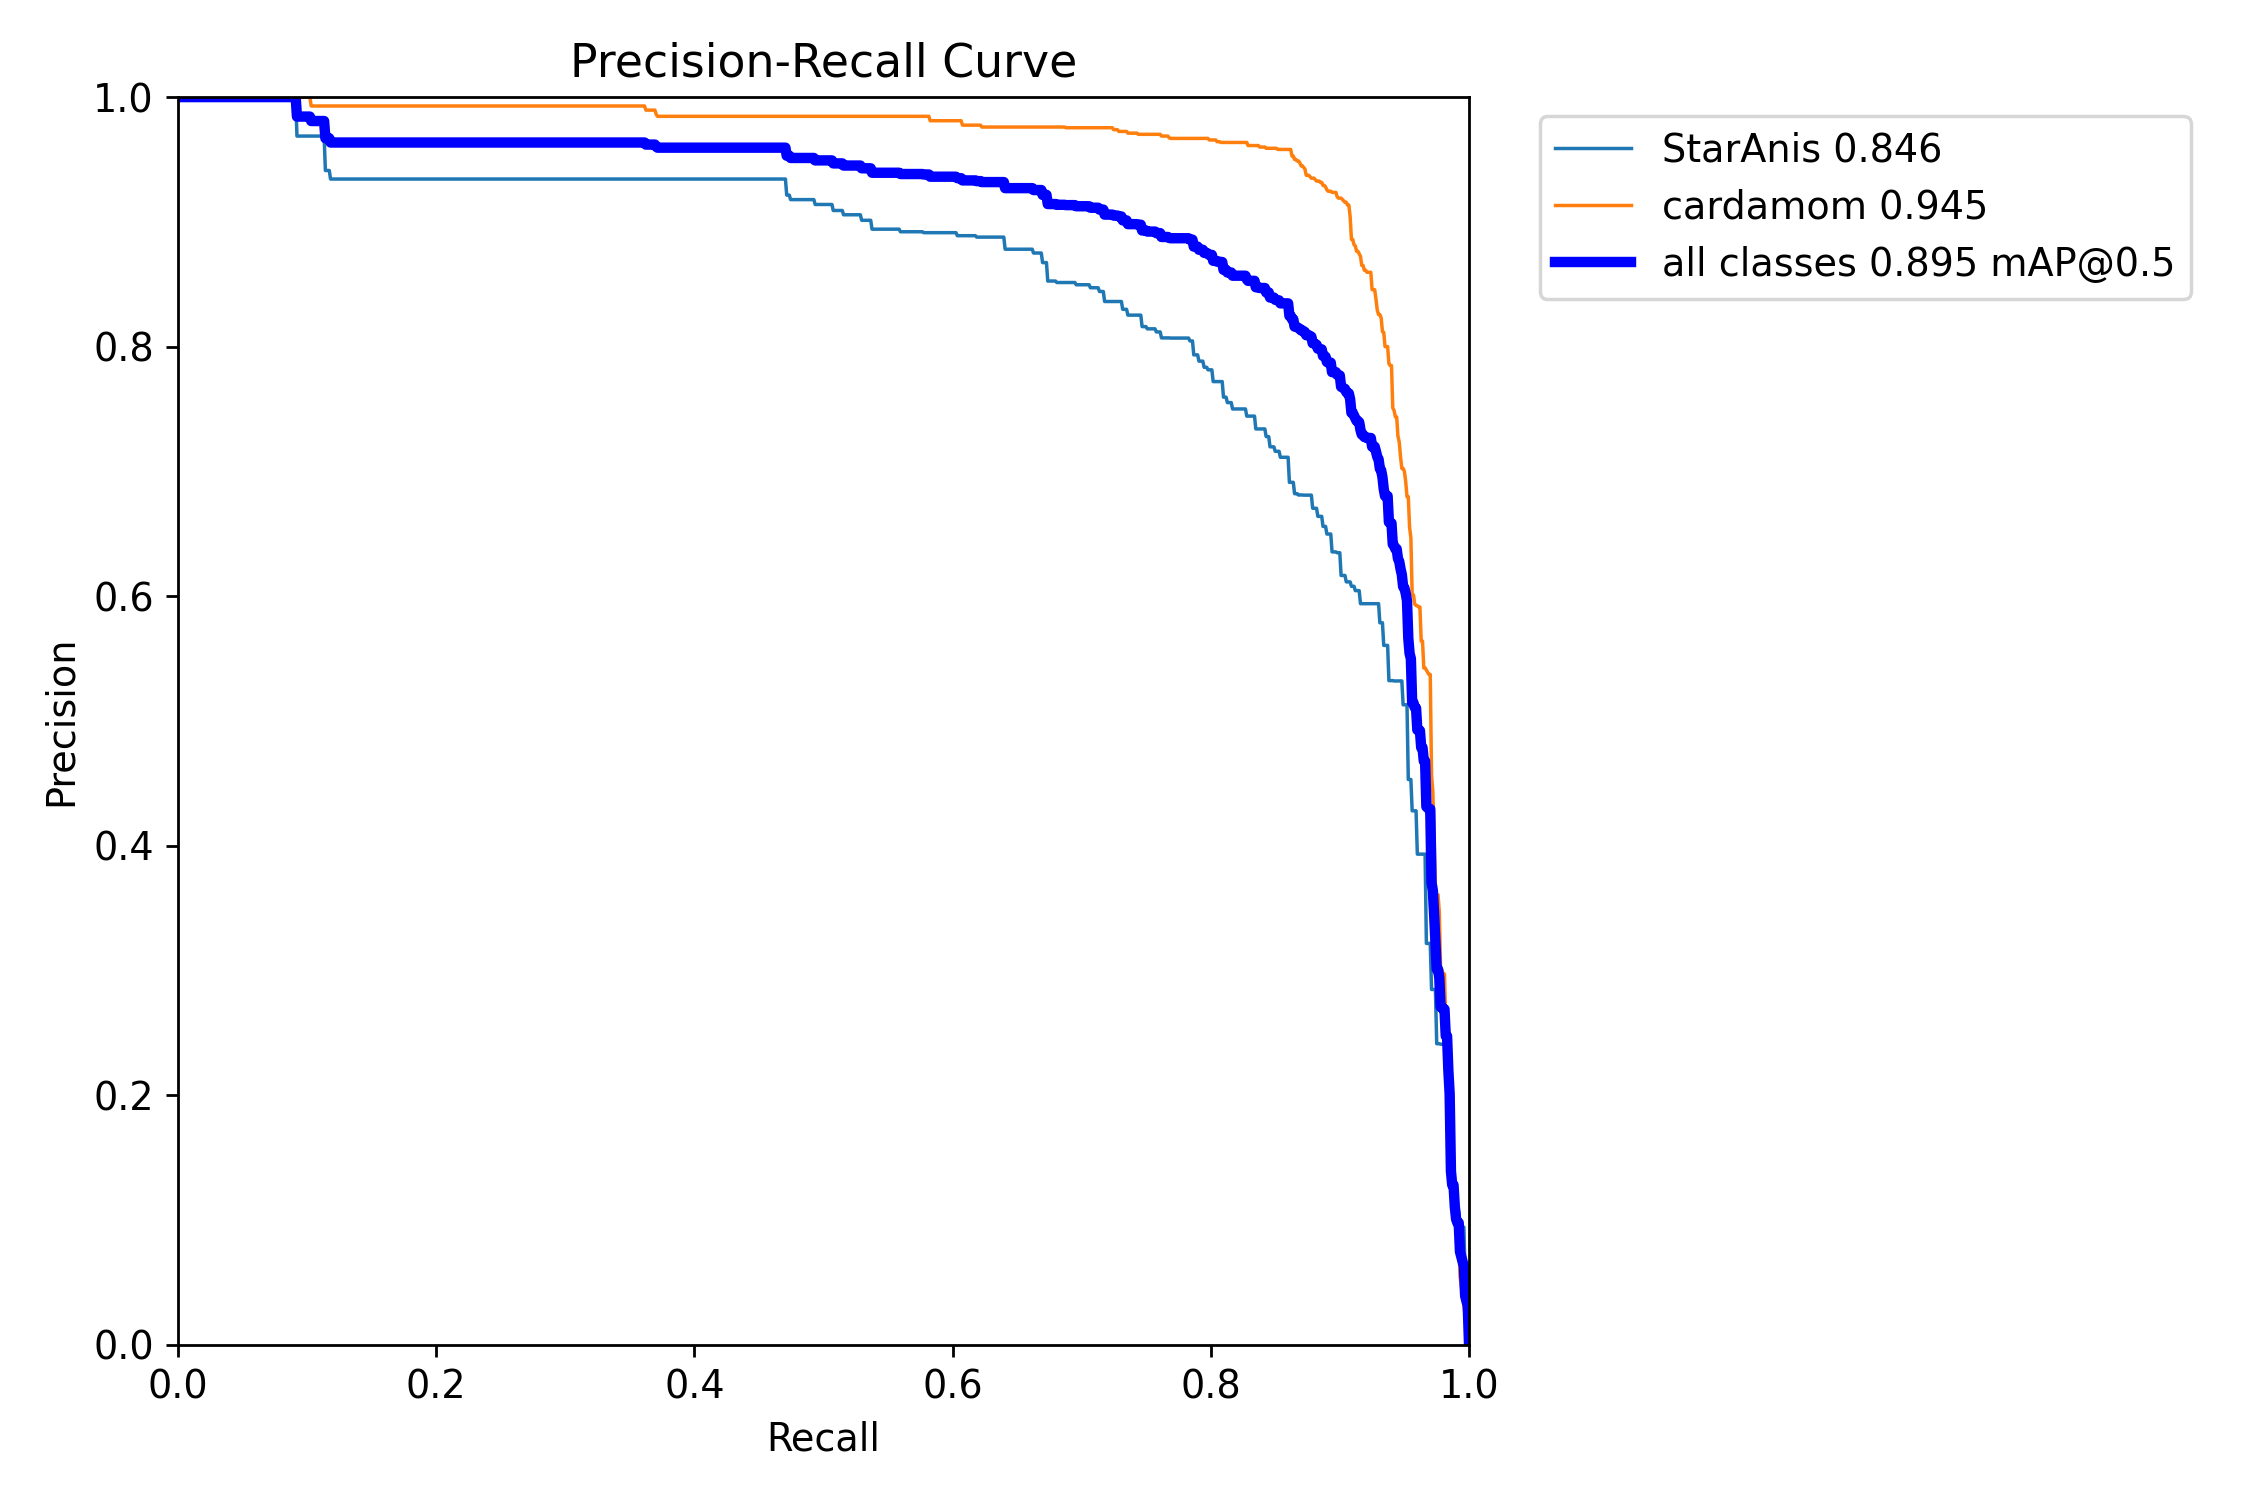 Precision-Recall Curve
1.0
0.8
0.6
0.4
0.2
0.0
Precision
0.0 0.2 0.4 0.6 0.8 1.0
Recall
StarAnis 0.846
cardamom 0.945
all classes 0.895 mAP@0.5